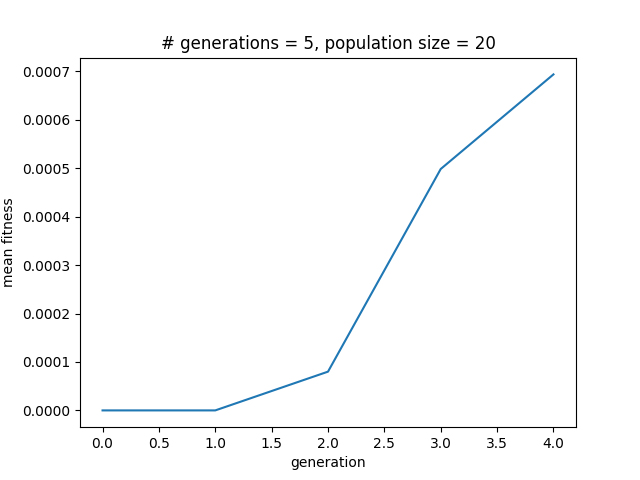 # generations = 5, population size = 20
0.0007
0.0006
0.0005
0.0004
0.0003
0.0002
0.0001
0.0000
mean fitness
0.0 0.5 1.0 1.5 2.0 2.5 3.0 3.5 4.0
generation